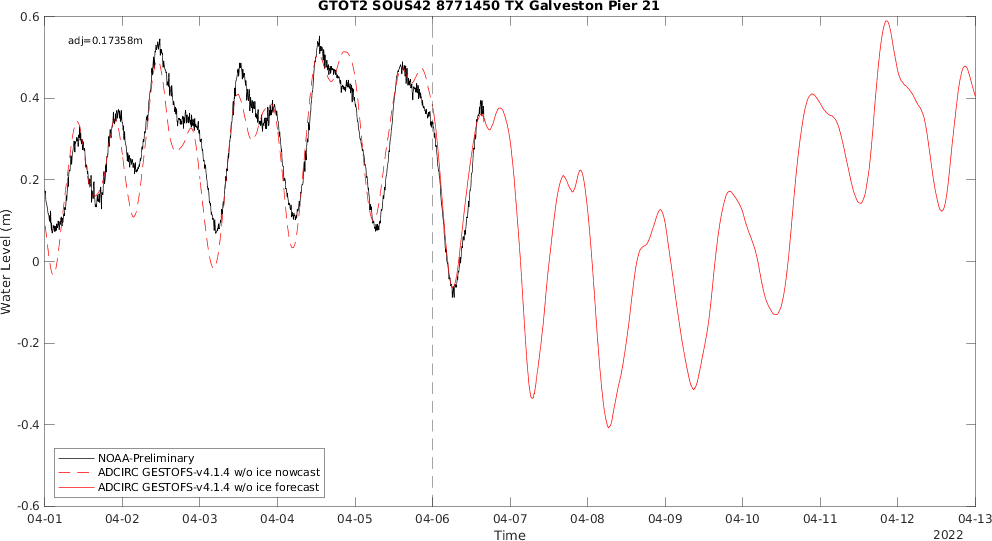 GTOT2 SOUS42 8771450 TX Galveston Pier 21
adj=0.17358m
0.6
0.4
0.2
0
-0.2
-0.4
-0.6
Water Level (m)
NOAA-Preliminary
ADCIRC GESTOFS-v4.1.4 w/o ice nowcast
ADCIRC GESTOFS-v4.1.4 w/o ice forecast
04-01 04-02 04-03 04-04 04-05 04-06 04-07 04-08 04-09 04-10 04-11 04-12 04-13
Time
2022